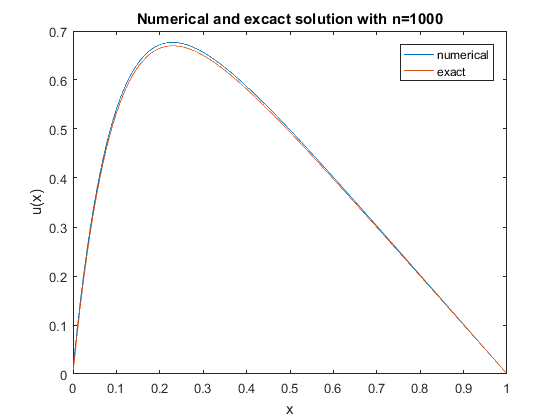 Numerical and excact solution with n=1000
numerical
exact
u(x)
0.7
0.6
0.5
0.4
0.3
0.2
0.1
0
0 0.1 0.2 0.3 0.4 0.5 0.6 0.7 0.8 0.9 1
x